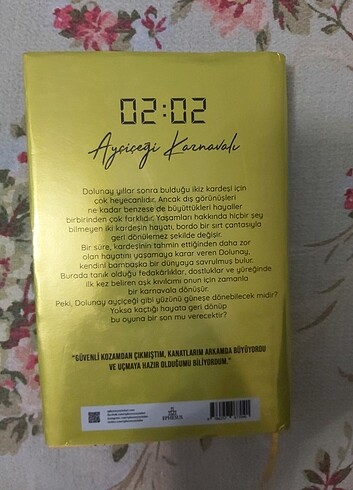 02:02
Ayçiçeği Karnavalı
Dolunay yıllar sonra bulduğu ikiz kardeşi için
çok heyecanlıdır. Ancak dış görünüşleri
ne kadar benzese de büyüttükleri hayaller
birbirinden çok farklıdır. Yaşamları hakkında hiçbir şey
bilmeyen iki kardeşin hayatı, bordo bir sırt çantasıyla
geri dönülemez şekilde değişir.
Bir süre, kardeşinin tahmin ettiğinden daha zor
olan hayatını yaşamaya karar veren Dolunay,
kendini bambaşka bir dünyaya savrulmuş bulur.
Burada tanık olduğu fedakârlıklar, dostluklar ve yüreğinde
ilk kez beliren aşk kıvılcımı onun için zamanla
bir karnavala dönüşür.
Peki, Dolunay ayçiçeği gibi yüzünü güneşe dönebilecek midir?
Yoksa kaçtığı hayata geri dönüp
bu oyuna bir son mu verecektir?
"GÜVENLİ KOZAMDAN ÇIKMIŞTIM, KANATLARIM ARKAMDA BÜYÜYORDU
VE UÇMAYA HAZIR OLDUĞUMU BİLİYORDUM."
EPHESUS